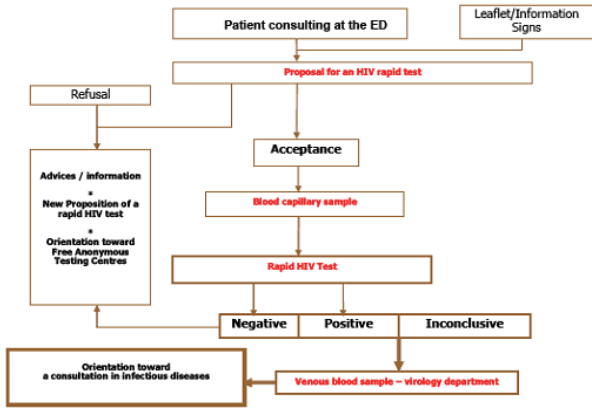 Patient consulting at the ED
Leaflet/Information
Signs
Proposal for an HIV rapid test
Refusal
Acceptance
Advices / information
*
New Proposition of a
rapid HIV test
*
Orientation toward
Free Anonymous
Testing Centres
Blood capillary sample
Rapid HIV Test
Negative Positive Inconclusive
Orientation toward
a consultation in infectious diseases
Venous blood sample – virology department